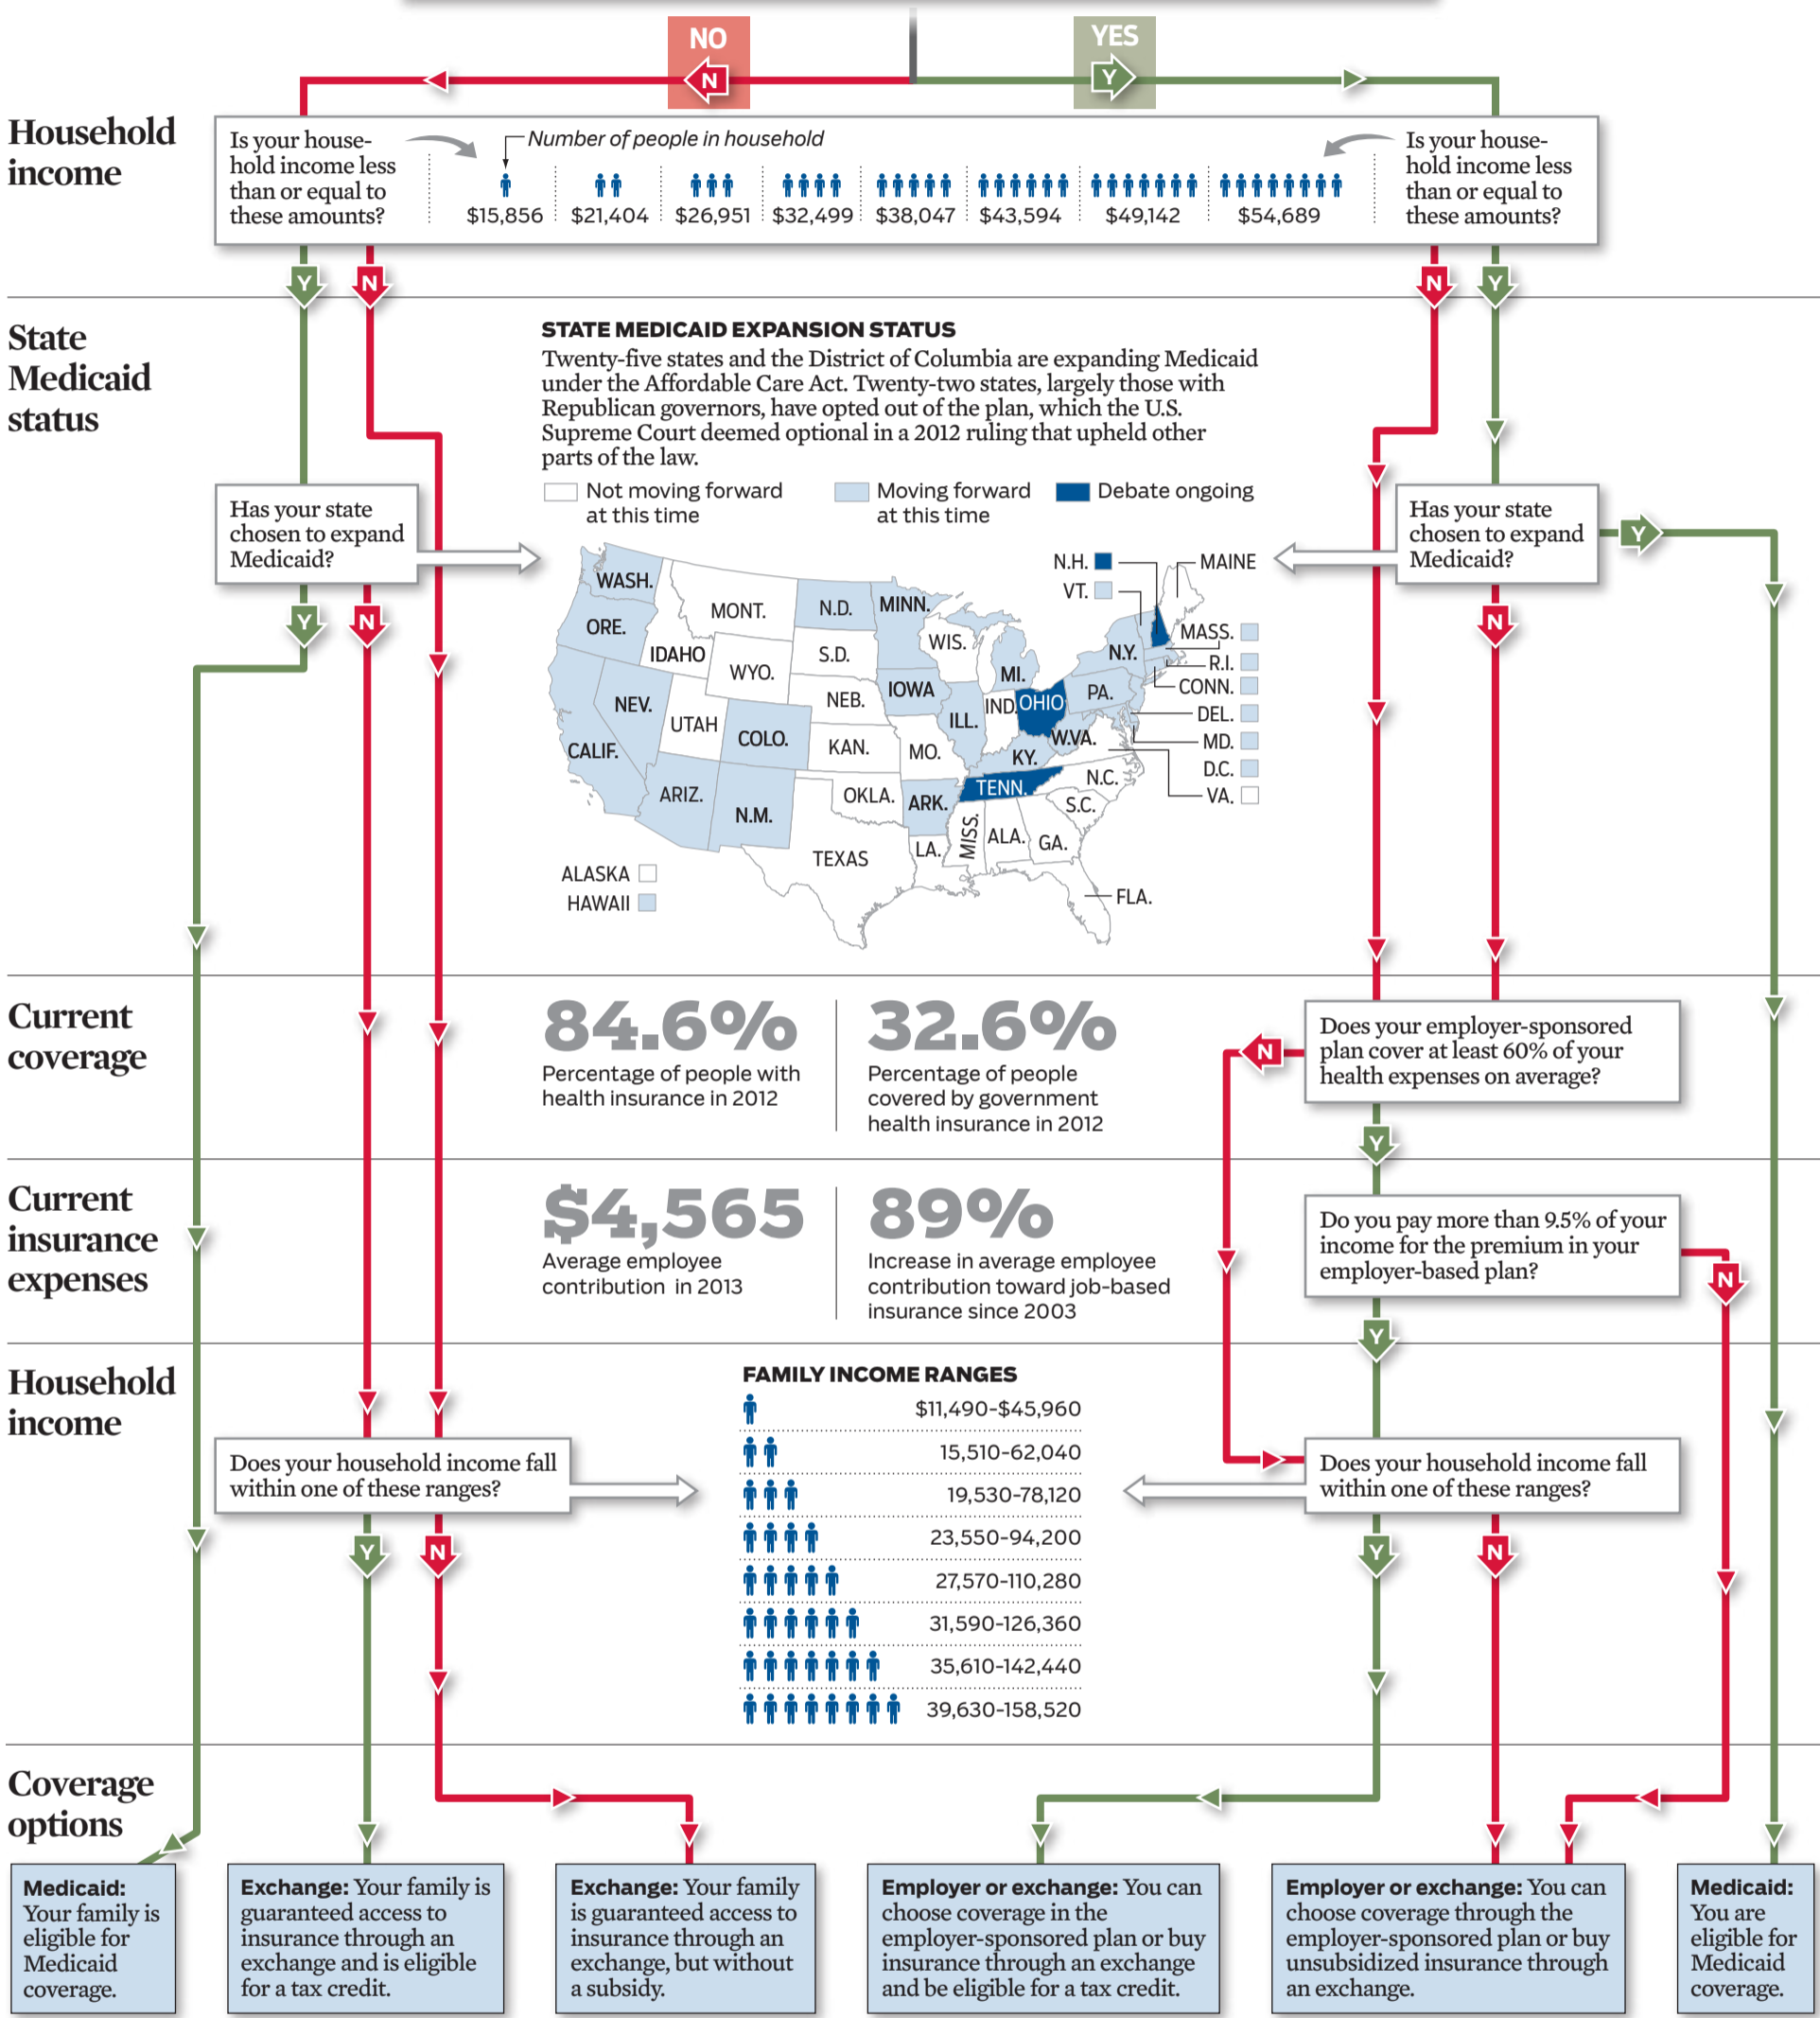 NO
YES
N
Y
Household
income
Is your house-
hold income less
than or equal to
these amounts?
Number of people in household
$15,856
$21,404
$26,951
$32,499
$38,047
$43,594
$49,142
$54,689
Is your house-
hold income less
than or equal to
these amounts?
Y
N
N
Y
State
Medicaid
status
STATE MEDICAID EXPANSION STATUS
Twenty-five states and the District of Columbia are expanding Medicaid
under the Affordable Care Act. Twenty-two states, largely those with
Republican governors, have opted out of the plan, which the U.S.
Supreme Court deemed optional in a 2012 ruling that upheld other
parts of the law.
Not moving forward
at this time
Moving forward
at this time
Debate ongoing
Has your state
chosen to expand
Medicaid?
Y
N
Has your state
chosen to expand
Medicaid?
Y
N
WASH.
MONT.
N.D.
MINN.
N.H.
MAINE
VT.
ORE.
IDAHO
WYO.
S.D.
WIS.
MI.
N.Y.
MASS.
R.I.
CONN.
NEV.
NEB.
IOWA
PA.
UTAH
COLO.
ILL.
IND.
OHIO
DEL.
CALIF.
KAN.
MO.
KY.
W.VA.
MD.
D.C.
ARIZ.
N.M.
OKLA.
ARK.
TENN.
N.C.
VA.
S.C.
TEXAS
LA.
MISS.
ALA.
GA.
ALASKA
HAWAII
FLA.
Current
coverage
84.6%
Percentage of people with
health insurance in 2012
32.6%
Percentage of people
covered by government
health insurance in 2012
Does your employer-sponsored
plan cover at least 60% of your
health expenses on average?
N
Y
Current
insurance
expenses
$4,565
Average employee
contribution in 2013
89%
Increase in average employee
contribution toward job-based
insurance since 2003
Do you pay more than 9.5% of your
income for the premium in your
employer-based plan?
N
Y
Household
income
FAMILY INCOME RANGES
$11,490-$45,960
15,510-62,040
19,530-78,120
23,550-94,200
27,570-110,280
31,590-126,360
35,610-142,440
39,630-158,520
Does your household income fall
within one of these ranges?
Y
N
Does your household income fall
within one of these ranges?
Y
N
Coverage
options
Medicaid:
Your family is
eligible for
Medicaid
coverage.
Exchange: Your family is
guaranteed access to
insurance through an
exchange and is eligible
for a tax credit.
Exchange: Your family
is guaranteed access to
insurance through an
exchange, but without
a subsidy.
Employer or exchange: You can
choose coverage in the
employer-sponsored plan or buy
insurance through an exchange
and be eligible for a tax credit.
Employer or exchange: You can
choose coverage through the
employer-sponsored plan or buy
unsubsidized insurance through
an exchange.
Medicaid:
You are
eligible for
Medicaid
coverage.